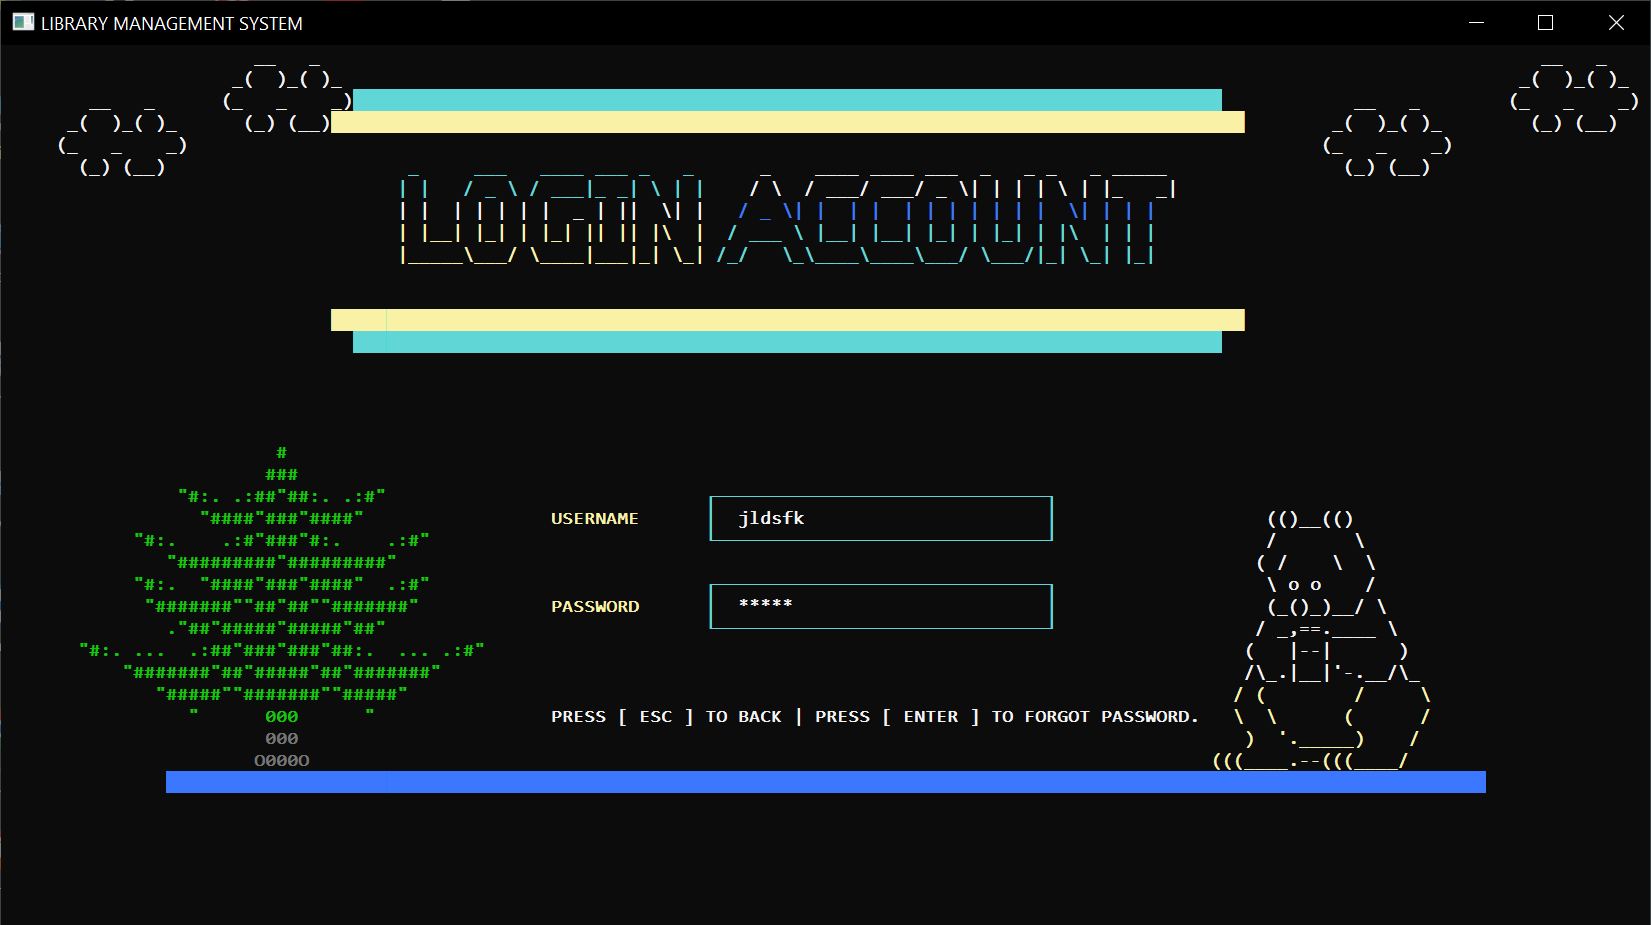 LIBRARY MANAGEMENT SYSTEM
LOGIN ACCOUNT
USERNAME
jldsfk
PASSWORD
*****
PRESS [ ESC ] TO BACK | PRESS [ ENTER ] TO FORGOT PASSWORD.